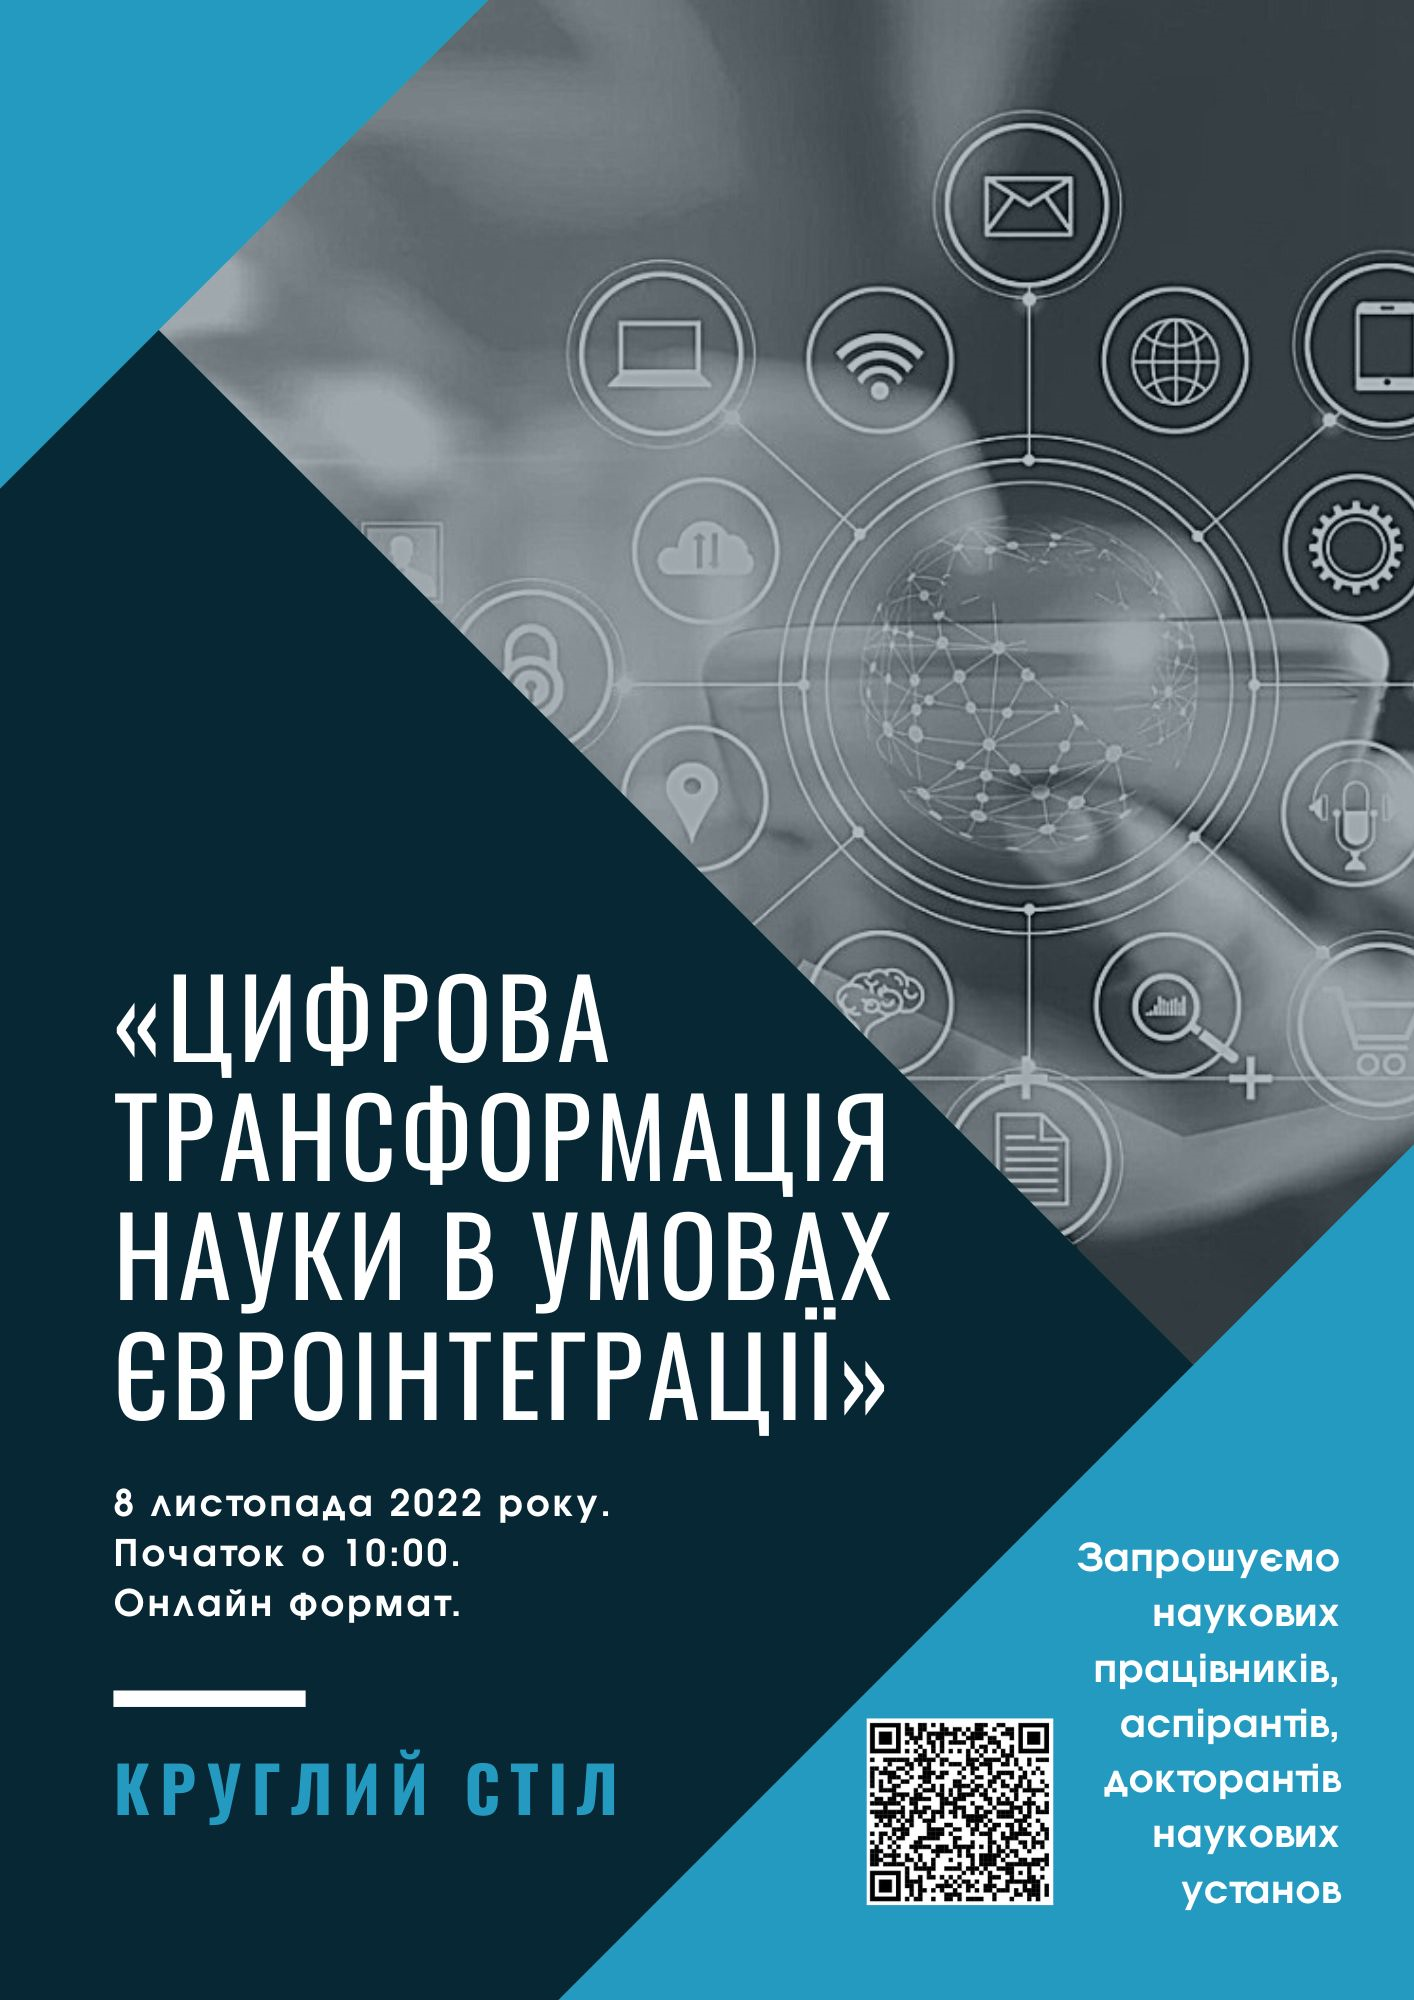 «ЦИФРОВА
ТРАНСФОРМАЦІЯ
НАУКИ В УМОВАХ
ЄВРОІНТЕГРАЦІЇ»
8 листопада 2022 року.
Початок о 10:00.
Онлайн формат.
КРУГЛИЙ СТІЛ
Запрошуємо
наукових
працівників,
аспірантів,
докторантів
наукових
установ